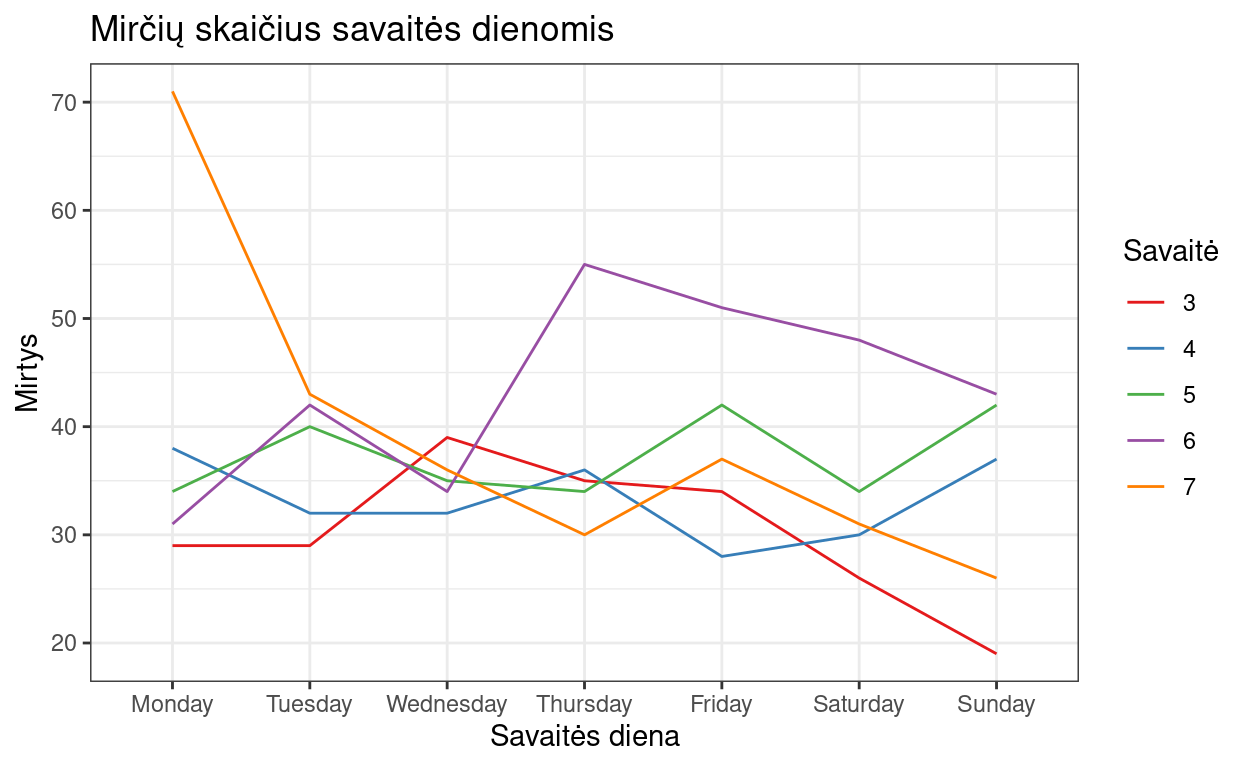 Mirčių skaičius savaitės dienomis
70
60
50
40
30
20
Mirtys
Monday Tuesday Wednesday Thursday Friday Saturday Sunday
Savaitės diena
Savaitė
3
4
5
6
7